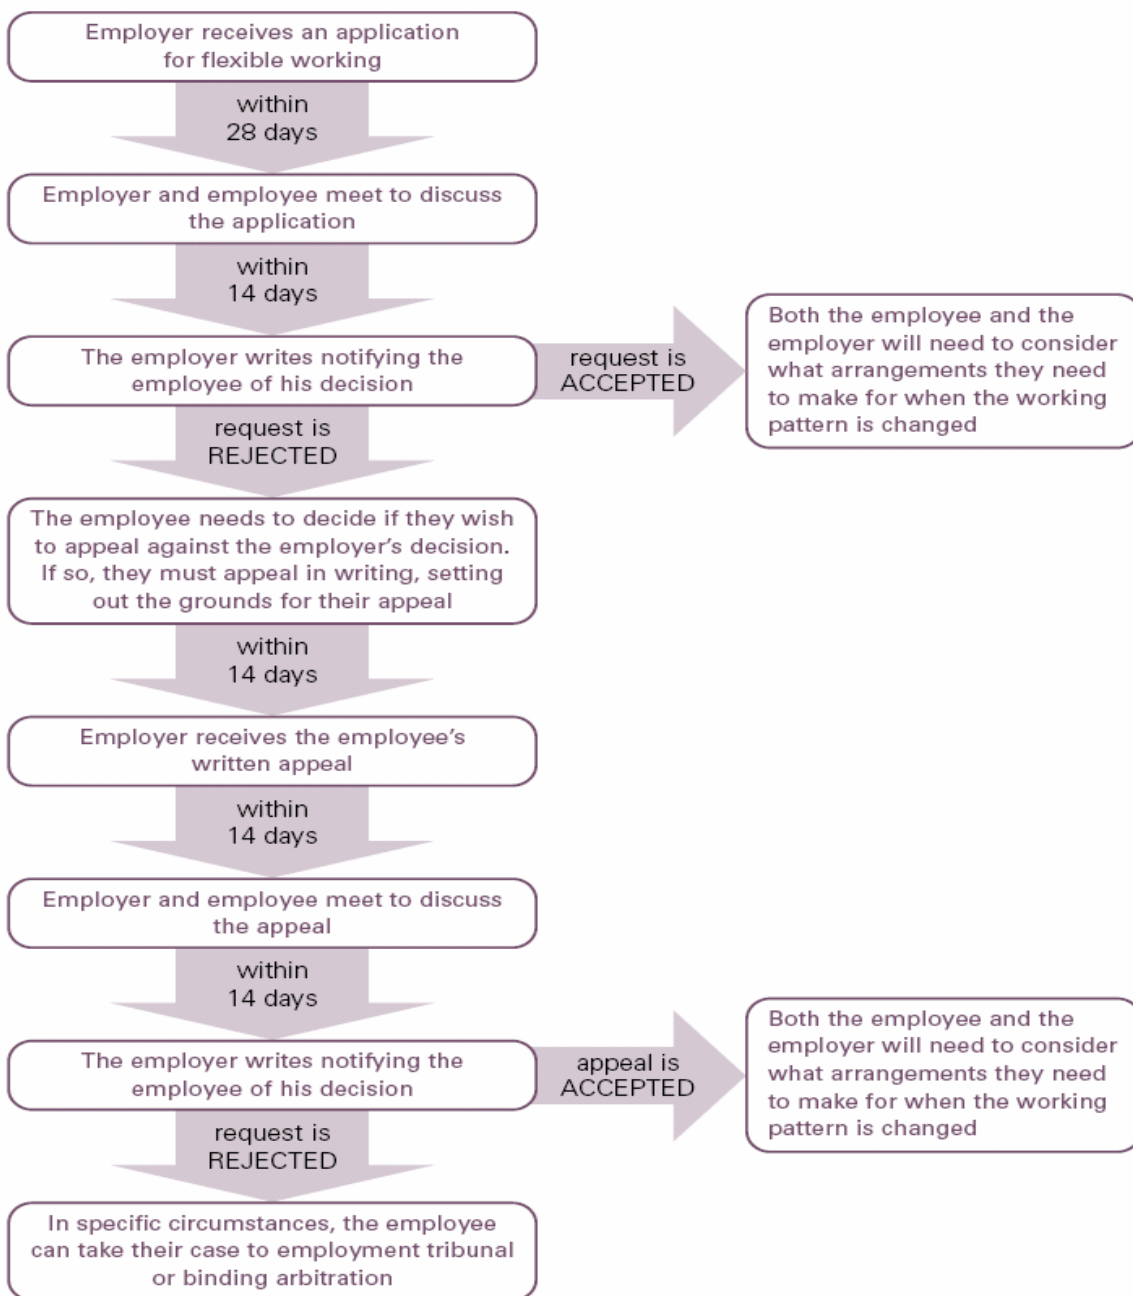 Employer receives an application
for flexible working
within
28 days
Employer and employee meet to discuss
the application
within
14 days
The employer writes notifying the
employee of his decision
request is
ACCEPTED
Both the employee and the
employer will need to consider
what arrangements they need
to make for when the working
pattern is changed
request is
REJECTED
The employee needs to decide if they wish
to appeal against the employer’s decision.
If so, they must appeal in writing, setting
out the grounds for their appeal
within
14 days
Employer receives the employee’s
written appeal
within
14 days
Employer and employee meet to discuss
the appeal
within
14 days
The employer writes notifying the
employee of his decision
appeal is
ACCEPTED
Both the employee and the
employer will need to consider
what arrangements they need
to make for when the working
pattern is changed
request is
REJECTED
In specific circumstances, the employee
can take their case to employment tribunal
or binding arbitration